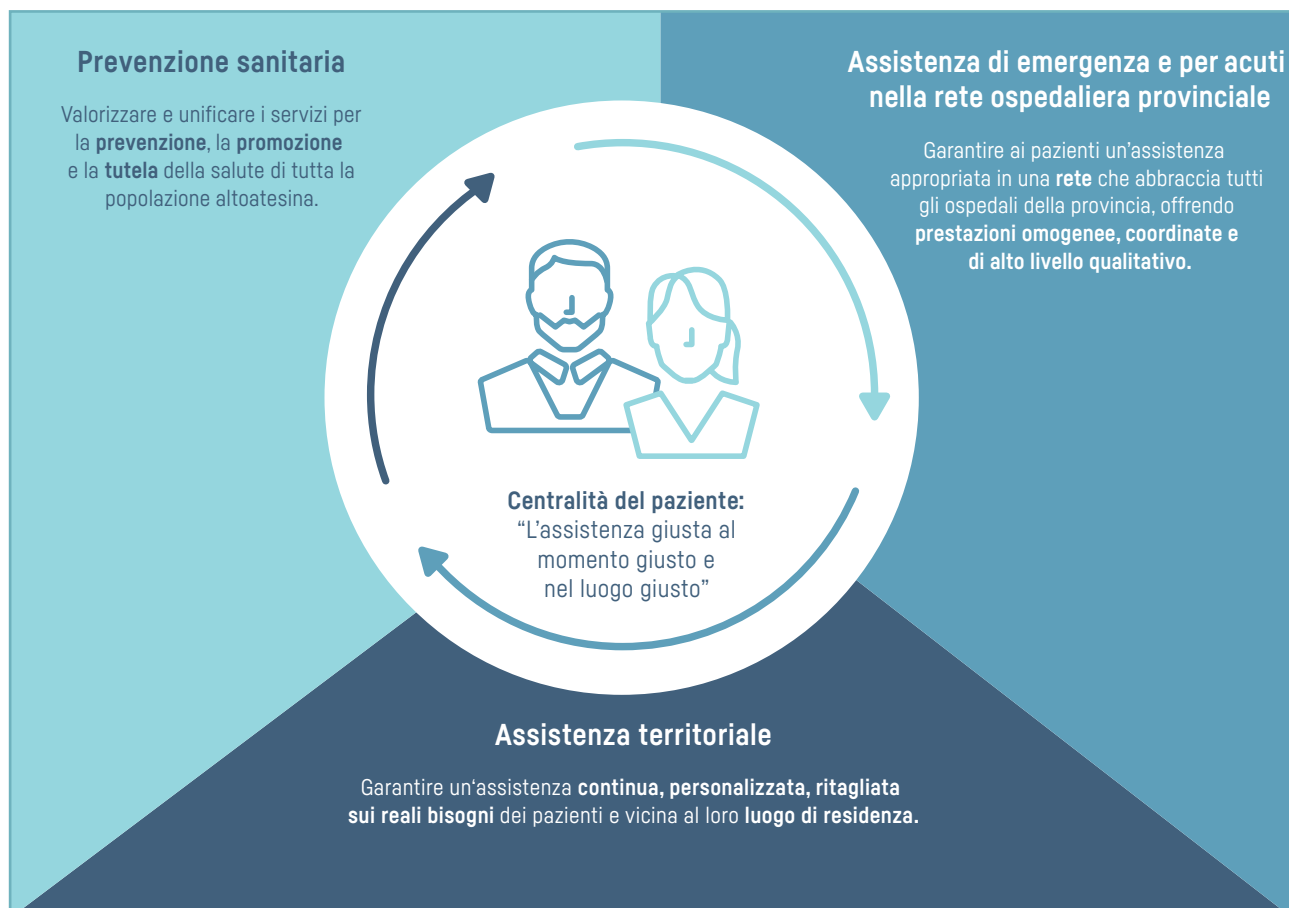 Prevenzione sanitaria
Valorizzare e unificare i servizi per
la prevenzione, la promozione
e la tutela della salute di tutta la
popolazione altoatesina.
Assistenza di emergenza e per acuti
nella rete ospedaliera provinciale
Garantire ai pazienti un’assistenza
appropriata in una rete che abbraccia tutti
gli ospedali della provincia, offrendo
prestazioni omogenee, coordinate e
di alto livello qualitativo.
Centralità del paziente:
“L’assistenza giusta al
momento giusto e
nel luogo giusto”
Assistenza territoriale
Garantire un‘assistenza continua, personalizzata, ritagliata
sui reali bisogni dei pazienti e vicina al loro luogo di residenza.